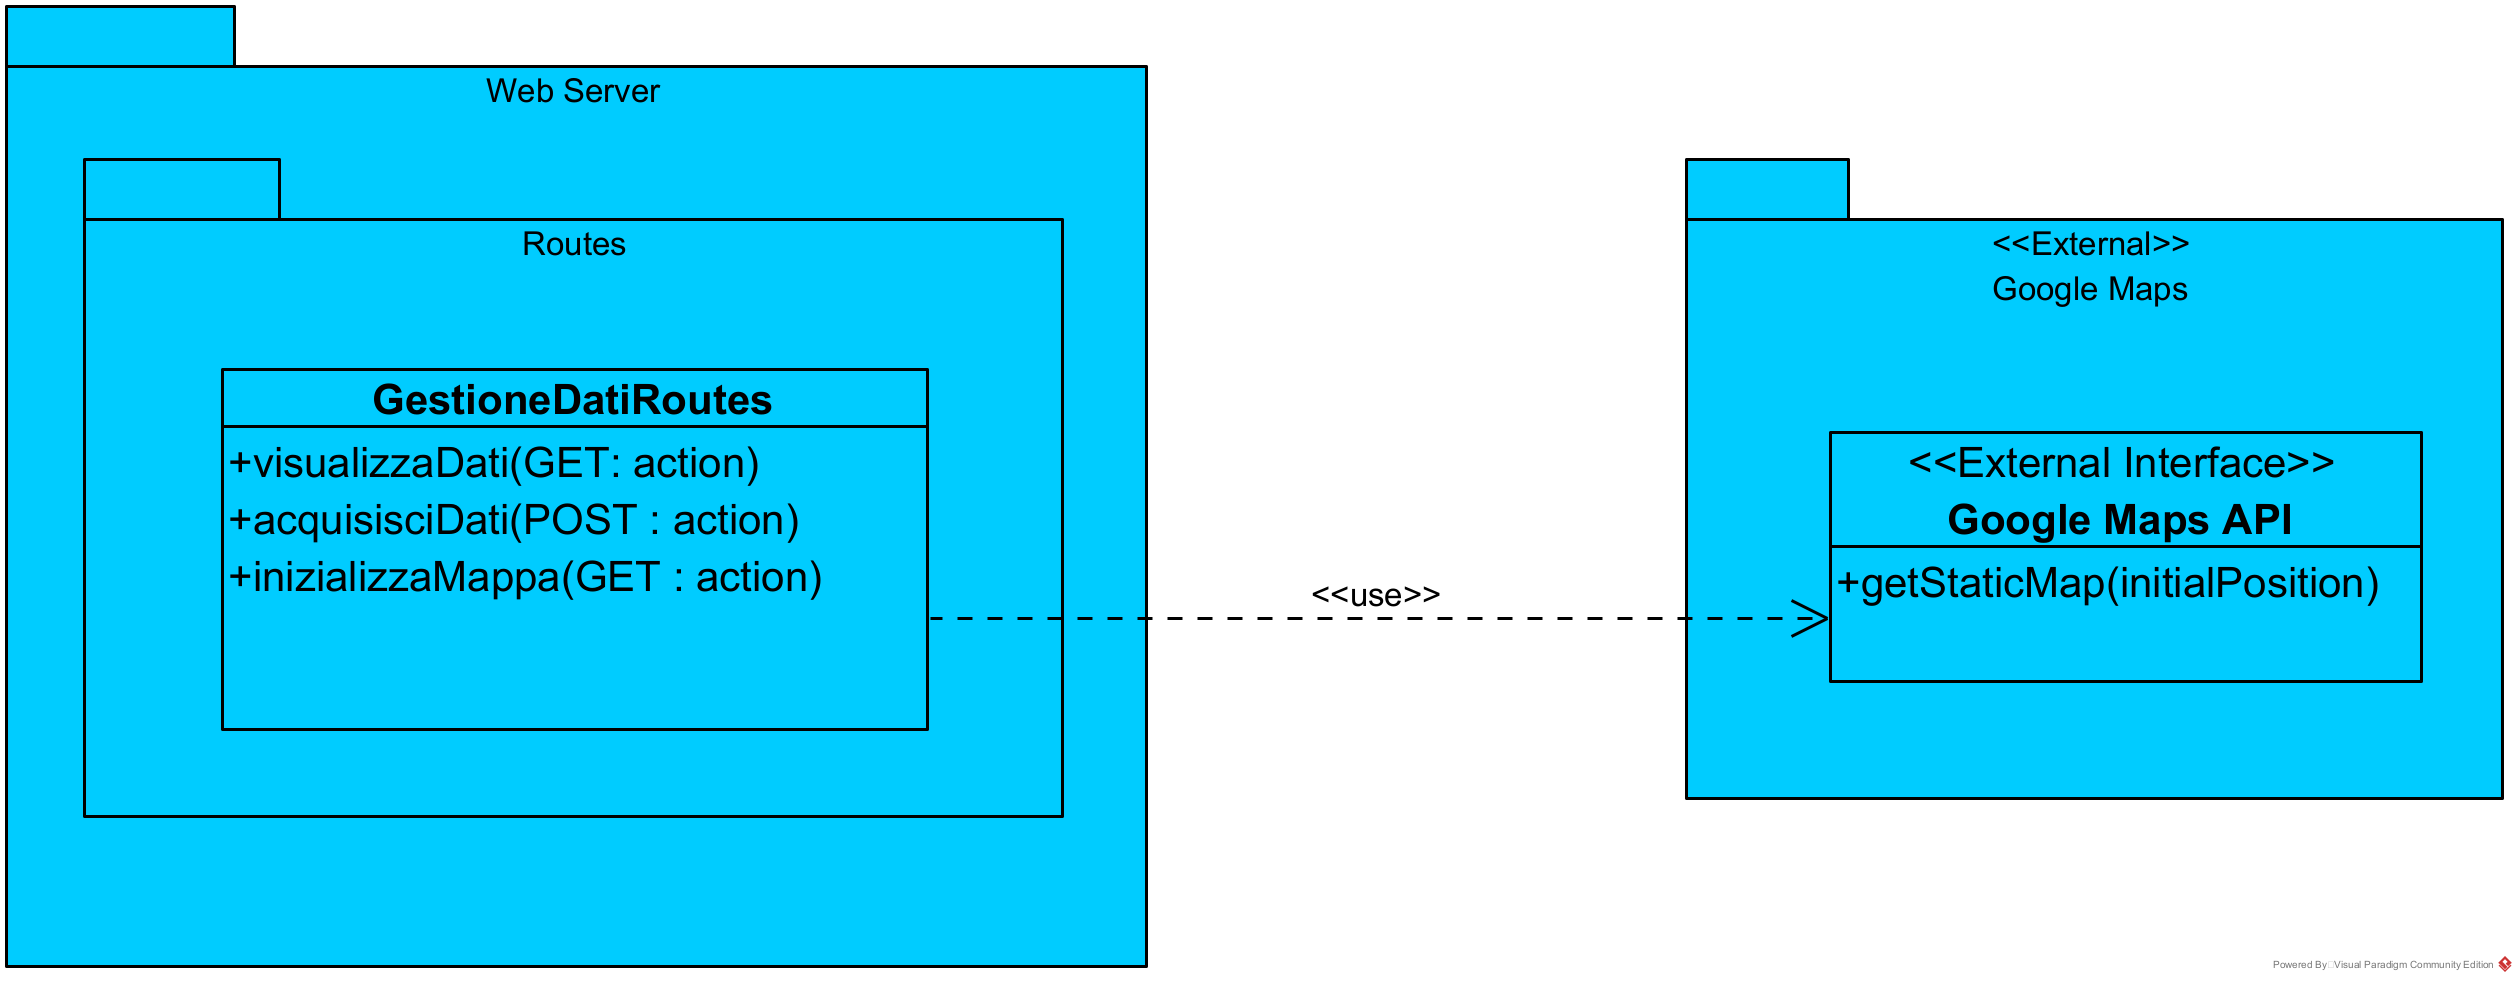 Web Server
Routes
GestioneDatiRoutes
+visualizzaDati(GET: action)
+acquisisciDati(POST : action)
+inizializzaMappa(GET : action)
<<use>>
<<External>>
Google Maps
<<External Interface>>
Google Maps API
+getStaticMap(initialPosition)
Powered By Visual Paradigm Community Edition